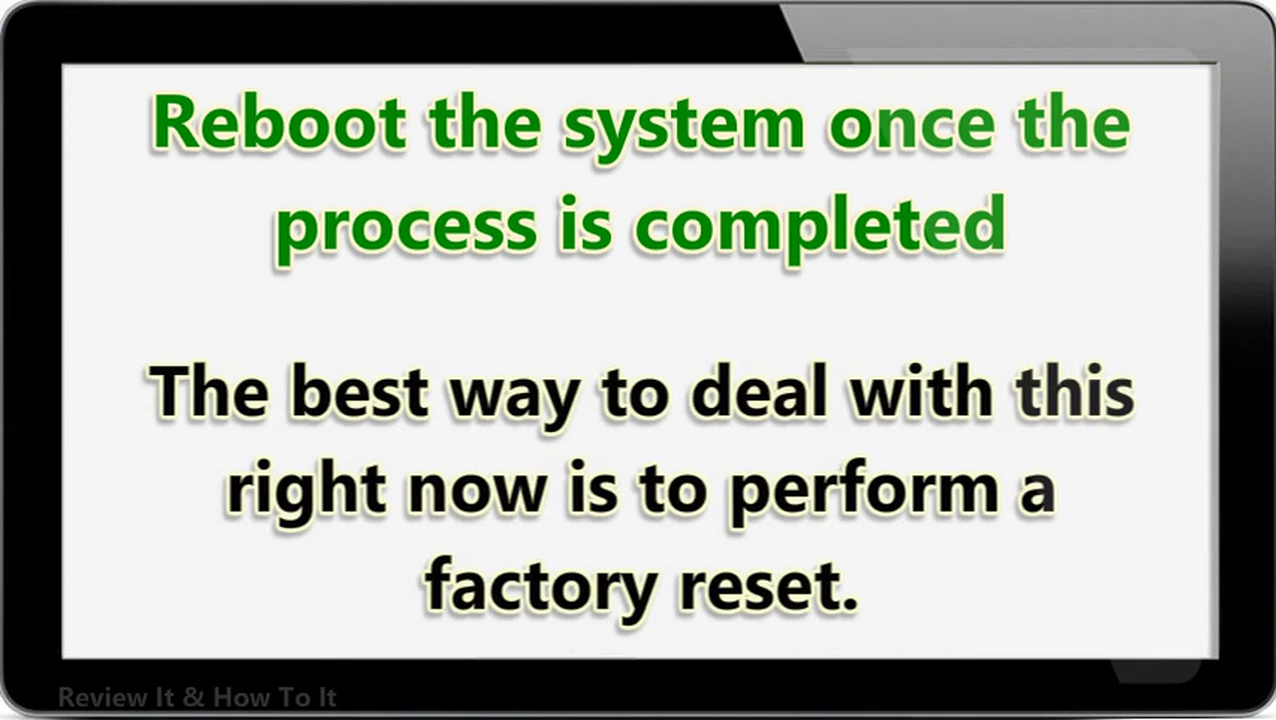 Reboot the system once the
process is completed
The best way to deal with this
right now is to perform a
factory reset.
Review It & How To It